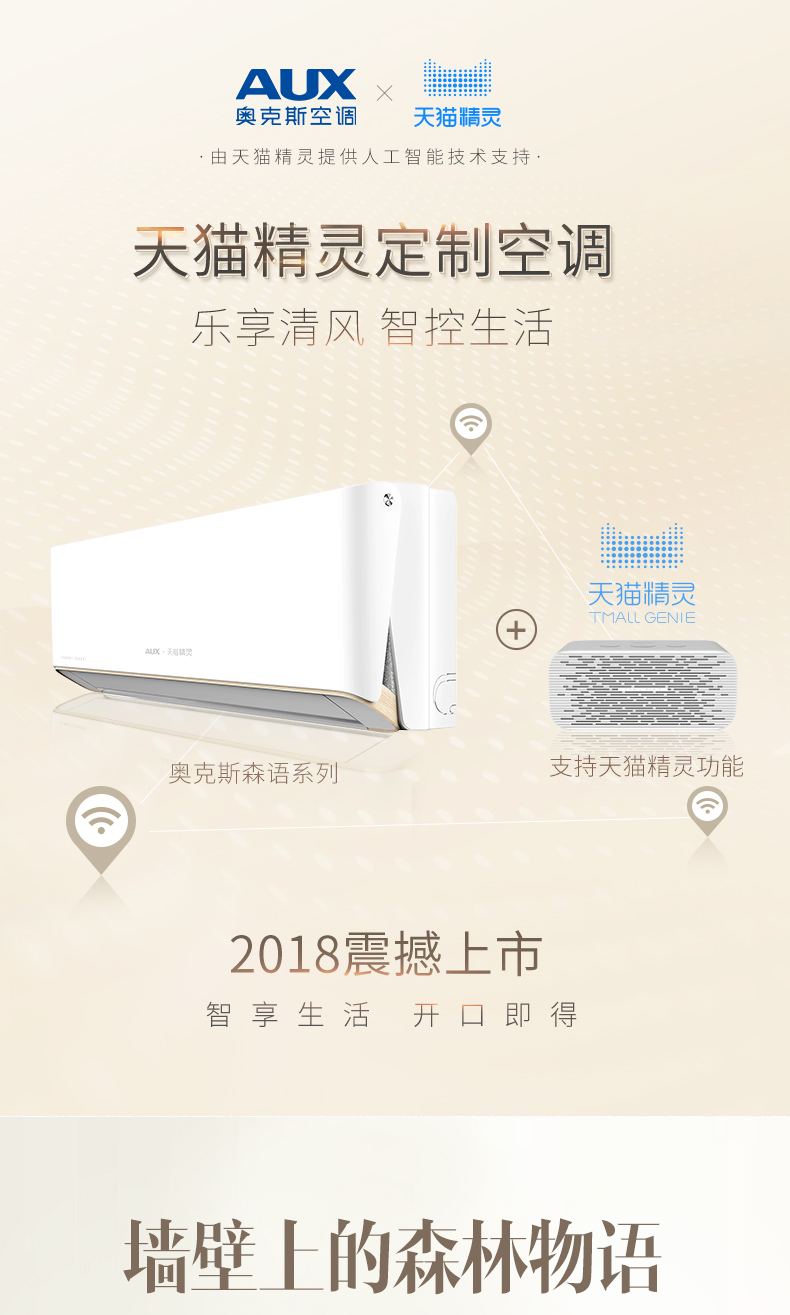 AUX
奥克斯空调
×
天猫精灵
·由天猫精灵提供人工智能技术支持·
天猫精灵定制空调
乐享清风 智控生活
天猫精灵
TMALL GENIE
AUX × 天猫精灵
奥克斯森语系列
支持天猫精灵功能
2018震撼上市
智享生活 开口即得
墙壁上的森林物语